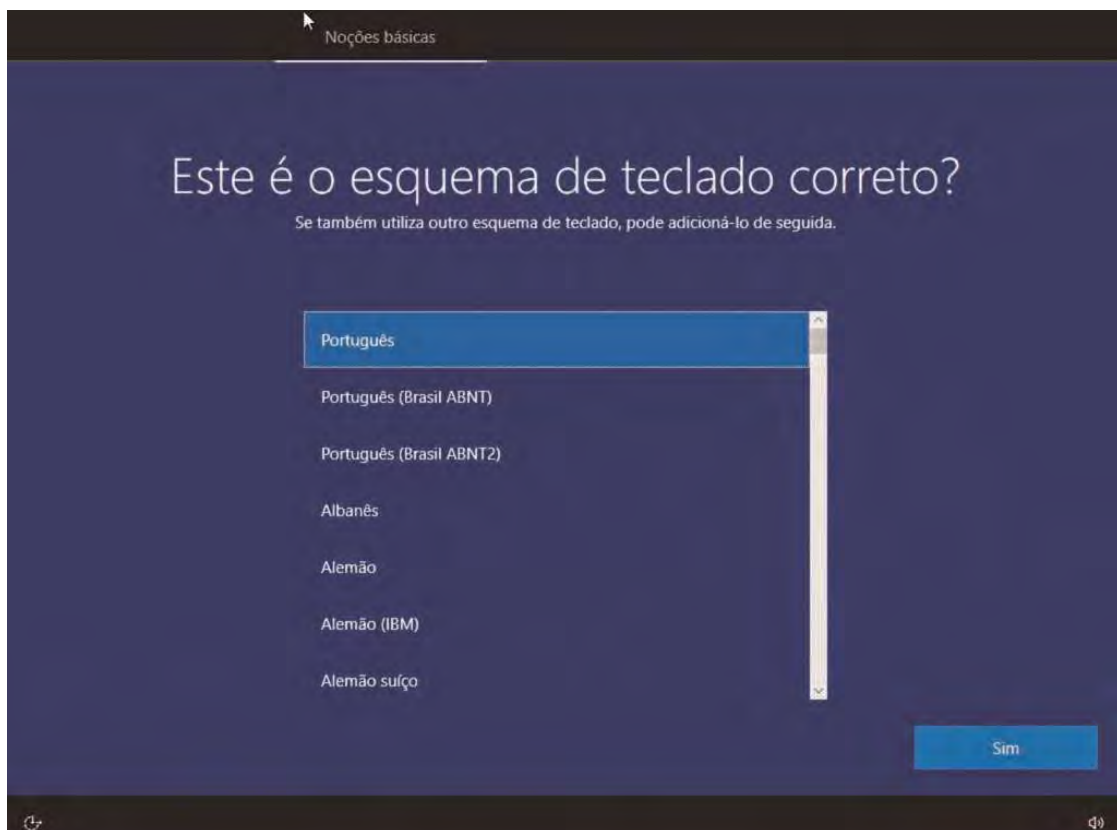 Noções básicas
Este é o esquema de teclado correto?
Se também utiliza outro esquema de teclado, pode adicioná-lo de seguida.
Português
Português (Brasil ABNT)
Português (Brasil ABNT2)
Albanês
Alemão
Alemão (IBM)
Alemão suíço
Sim